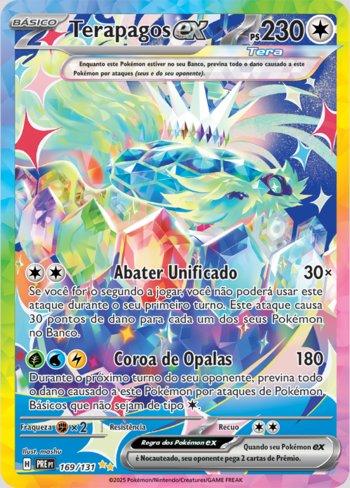 BÁSICO Terapagos ex PS 230
Tera
Enquanto este Pokémon estiver no seu Banco, previna todo o dano causado a este
Pokémon por ataques (seus e do seu oponente).
Abater Unificado 30×
Se você for o segundo a jogar, você não poderá usar este
ataque durante o seu primeiro turno. Este ataque causa
30 pontos de dano para cada um dos seus Pokémon
no Banco.
Coroa de Opalas 180
Durante o próximo turno do seu oponente, previna todo
o dano causado a este Pokémon por ataques de Pokémon
Básicos que não sejam de tipo
Fraqueza × 2 Resistência Recuo
Ilust. mashu
Regra dos Pokémon ex
Quando seu Pokémon ex
é Nocauteado, seu oponente pega 2 cartas de Prêmio.
H PRE PT 169/131
©2025 Pokémon/Nintendo/Creatures/GAME FREAK